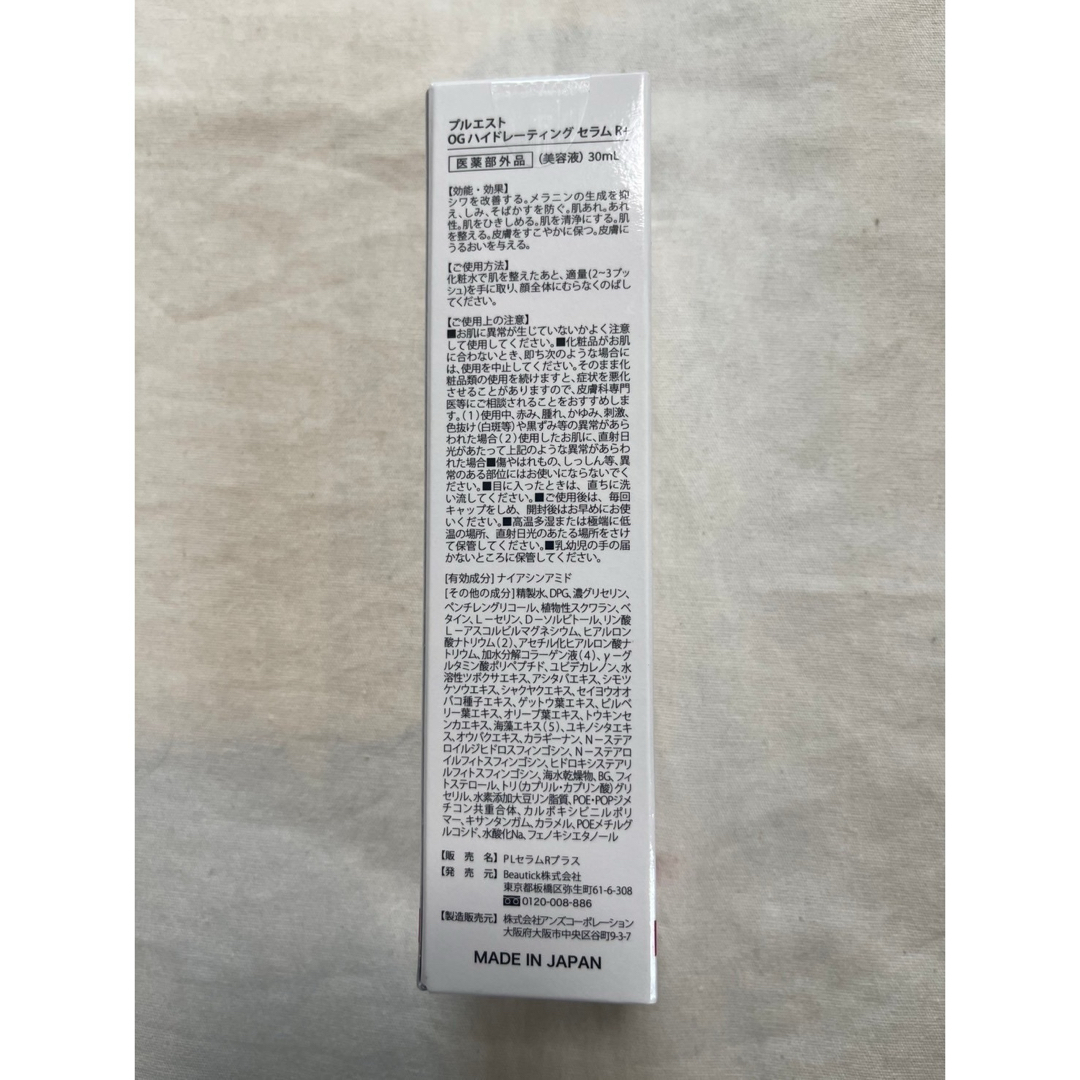 プルエスト
OG ハイドレーティング セラム R+
医薬部外品 (美容液) 30mL
【効能・効果】
シワを改善する。メラニンの生成を抑
え、しみ、そばかすを防ぐ。肌あれ。あれ
性。肌をひきしめる。肌を清浄にする。肌
を整える。皮膚をすこやかに保つ。皮膚に
うるおいを与える。
【ご使用方法】
化粧水で肌を整えたあと、適量(2~3プッ
シュ)を手に取り、顔全体にむらなくのばし
てください。
【ご使用上の注意】
■お肌に異常が生じていないかよく注意
して使用してください。■化粧品がお肌
に合わないとき、即ち次のような場合に
は、使用を中止してください。そのまま化
粧品類の使用を続けますと、症状を悪化
させることがありますので、皮膚科専門
医等にご相談されることをおすすめしま
す。(1)使用中、赤み、腫れ、かゆみ、刺激、
色抜け(白斑等)や黒ずみ等の異常があら
われた場合(2)使用したお肌に、直射日
光があたって上記のような異常があらわ
れた場合■傷やはれもの、しっしん等、異
常のある部位にはお使いにならないでく
ださい。■目に入ったときは、直ちに洗
い流してください。■ご使用後は、毎回
キャップをしめ、開封後はお早めにお使
いください。■高温多湿または極端に低
温の場所、直射日光のあたる場所をさけ
て保管してください。■乳幼児の手の届
かないところに保管してください。
[有効成分] ナイアシンアミド
[その他の成分]精製水、DPG、濃グリセリン、
ペンチレングリコール、植物性スクワラン、ベ
タイン、L－セリン、D－ソルビトール、リン酸
L－アスコルビルマグネシウム、ヒアルロン
酸ナトリウム(2)、アセチル化ヒアルロン酸ナ
トリウム、加水分解コラーゲン液(4)、γ－グ
ルタミン酸ポリペプチド、ユビデカレノン、水
溶性ツボクサエキス、アシタバエキス、シモツ
ケソウエキス、シャクヤクエキス、セイヨウオオ
バコ種子エキス、ゲットウ葉エキス、ビルベ
リー葉エキス、オリーブ葉エキス、トウキンセ
ンカエキス、海藻エキス(5)、ユキノシタエキ
ス、オウバクエキス、カラギーナン、N－ステア
ロイルジヒドロスフィンゴシン、N－ステアロ
イルフィトスフィンゴシン、ヒドロキシステアリ
ルフィトスフィンゴシン、海水乾燥物、BG、フィ
トステロール、トリ(カプリル・カプリン酸)グリ
セリル、水素添加大豆リン脂質、POE・POPジメ
チコン共重合体、カルボキシビニルポリ
マー、キサンタンガム、カラメル、POEメチルグ
ルコシド、水酸化Na、フェノキシエタノール
【販 売 名】 PLセラムRプラス
【発 売 元】 Beautick株式会社
東京都板橋区弥生町61-6-308
0120-008-886
【製造販売元】 株式会社アンズコーポレーション
大阪府大阪市中央区谷町9-3-7
MADE IN JAPAN